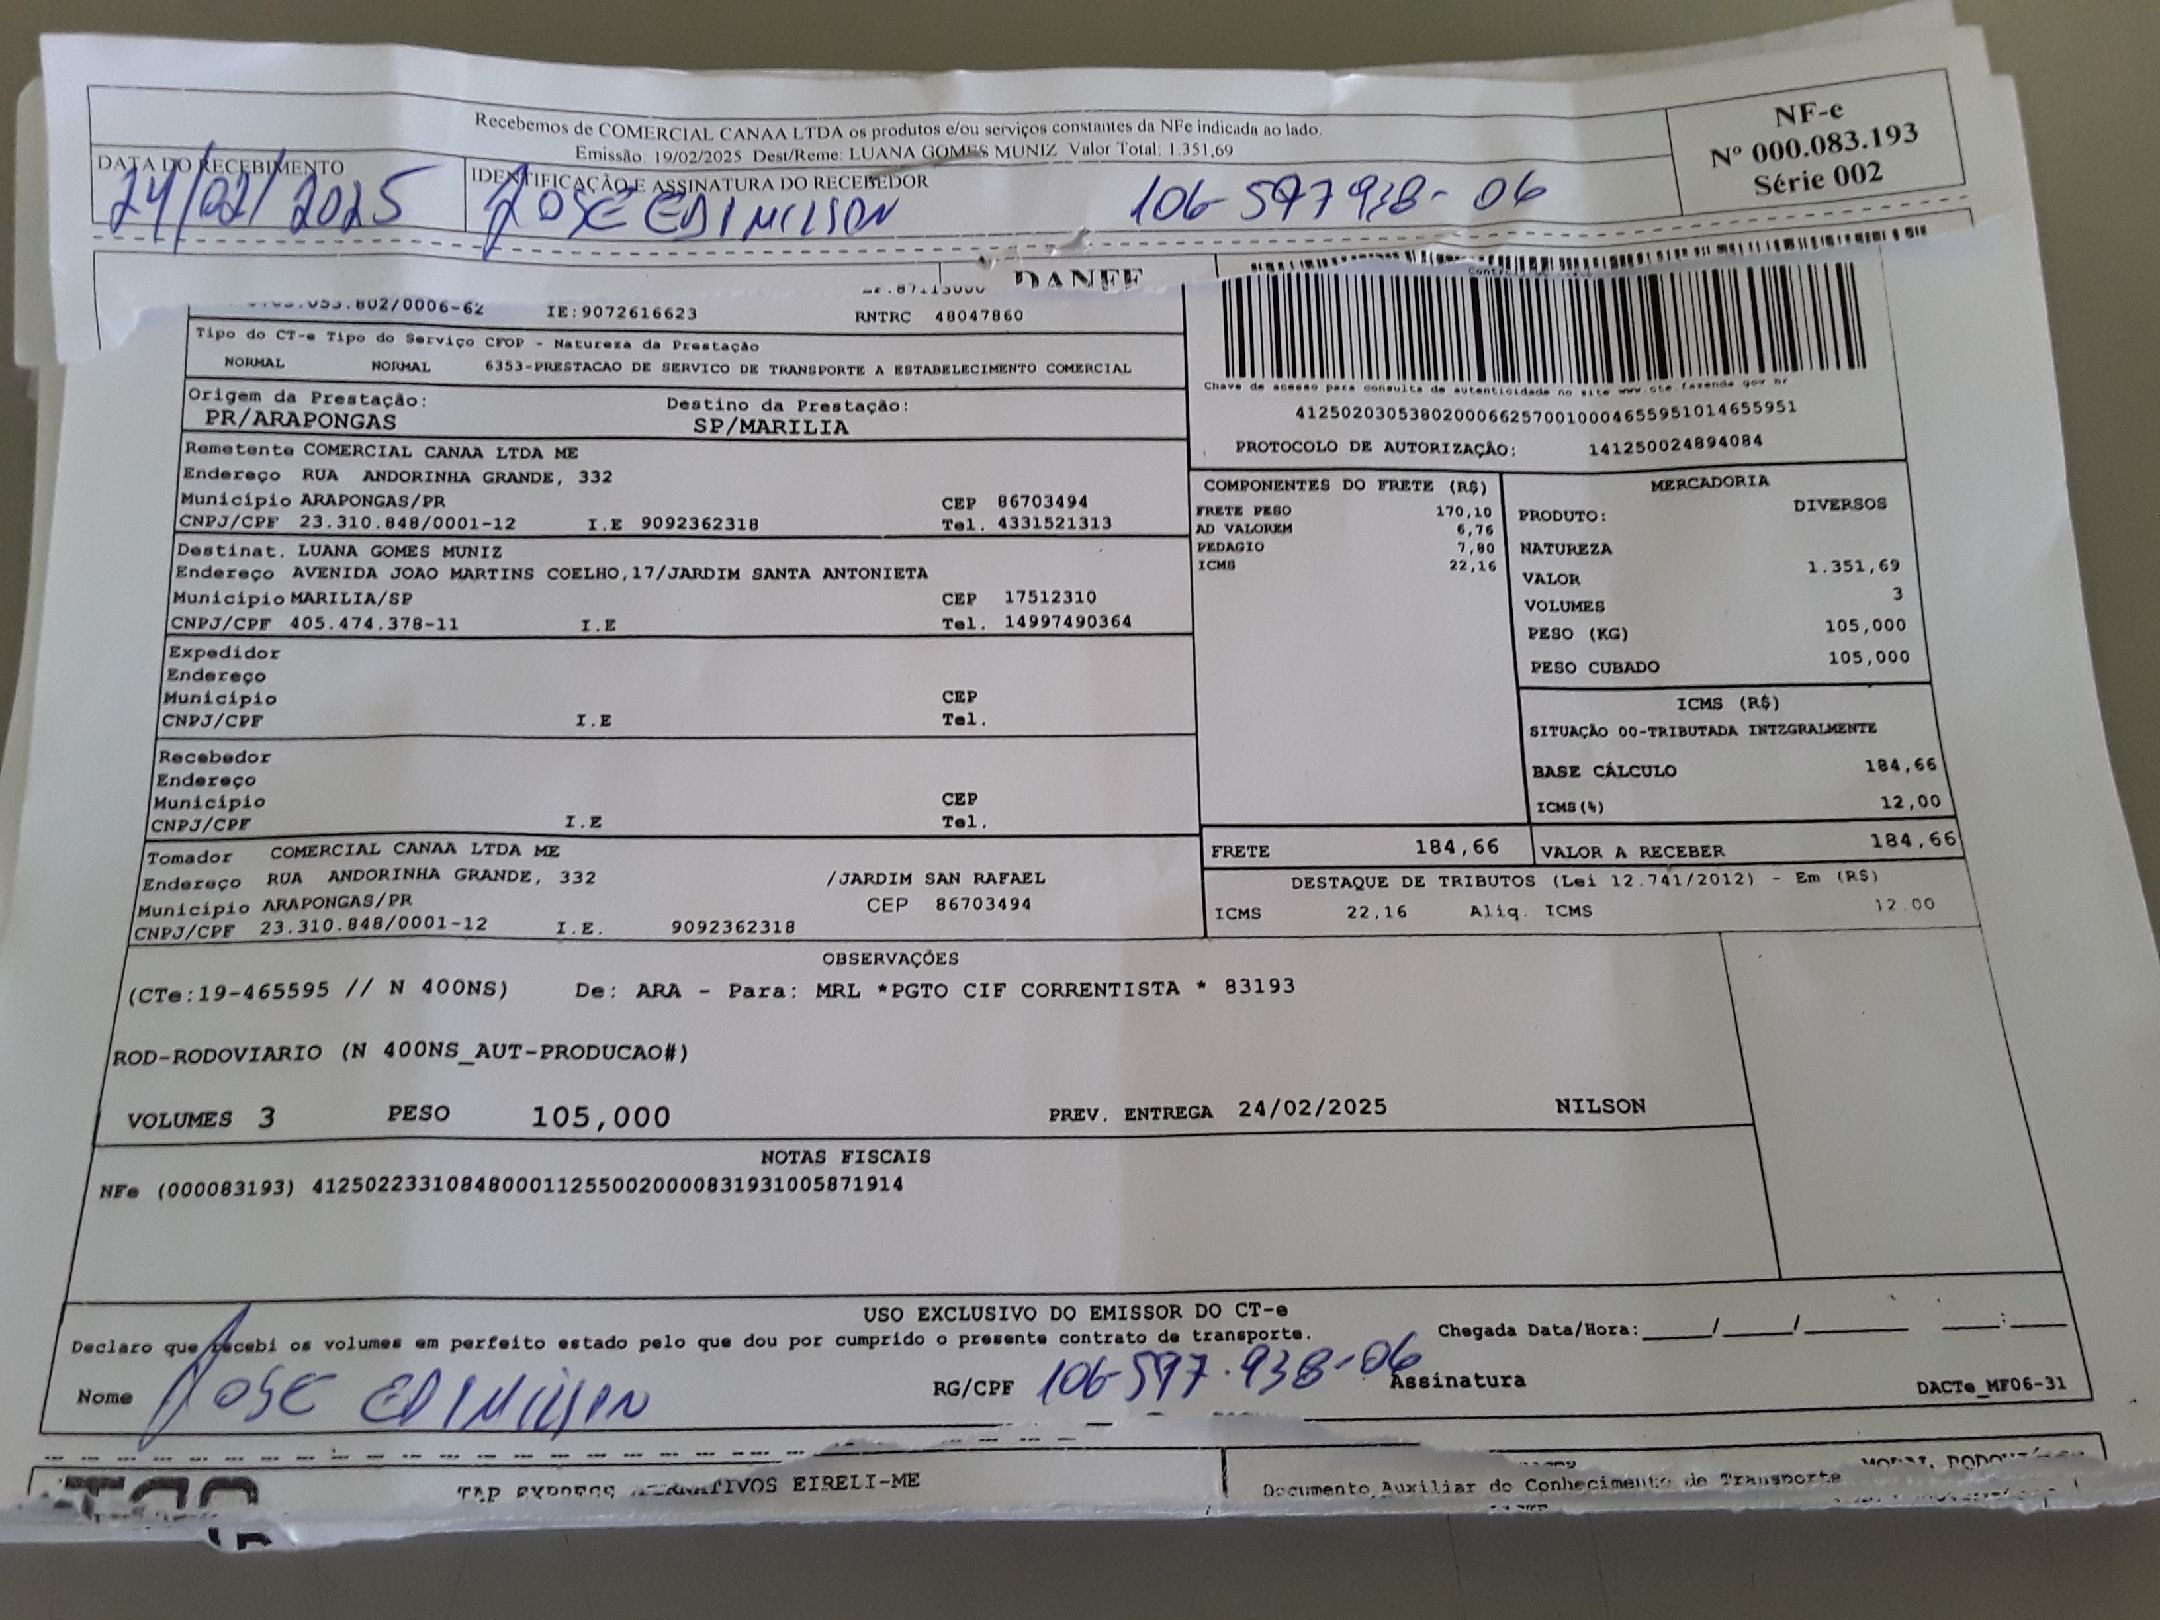 Recebemos de COMERCIAL CANAA LTDA os produtos e/ou serviços constantes da NFe indicada ao lado.
Emissão: 19/02/2025 Dest/Reme: LUANA GOMES MUNIZ Valor Total: 1.351,69
NF-e
Nº 000.083.193
Série 002
DATA DO RECEBIMENTO
24/02/2025
IDENTIFICAÇÃO E ASSINATURA DO RECEBEDOR
JOSÉ EDIMILSON 106-597938-06
DANFE
.053.802/0006-62 IE:9072616623 RNTRC 48047860
Tipo do CT-e Tipo do Serviço CFOP - Natureza da Prestação
NORMAL NORMAL 6353-PRESTACAO DE SERVICO DE TRANSPORTE A ESTABELECIMENTO COMERCIAL
Chave de acesso para consulta de autenticidade no site www.cte.fazenda.gov.br
41250203053802000662570010004655951014655951
PROTOCOLO DE AUTORIZAÇÃO: 141250024894084
Origem da Prestação: Destino da Prestação:
PR/ARAPONGAS SP/MARILIA
Remetente COMERCIAL CANAA LTDA ME
Endereço RUA ANDORINHA GRANDE, 332
Município ARAPONGAS/PR CEP 86703494
CNPJ/CPF 23.310.848/0001-12 I.E 9092362318 Tel. 4331521313
Destinat. LUANA GOMES MUNIZ
Endereço AVENIDA JOAO MARTINS COELHO,17/JARDIM SANTA ANTONIETA
Município MARILIA/SP CEP 17512310
CNPJ/CPF 405.474.378-11 I.E Tel. 14997490364
Expedidor
Endereço
Município CEP
CNPJ/CPF I.E Tel.
Recebedor
Endereço
Município CEP
CNPJ/CPF I.E Tel.
Tomador COMERCIAL CANAA LTDA ME
Endereço RUA ANDORINHA GRANDE, 332 /JARDIM SAN RAFAEL
Município ARAPONGAS/PR CEP 86703494
CNPJ/CPF 23.310.848/0001-12 I.E. 9092362318
COMPONENTES DO FRETE (R$)
FRETE PESO 170,10
AD VALOREM 6,76
PEDAGIO 7,80
ICMS 22,16
MERCADORIA
PRODUTO: DIVERSOS
NATUREZA
VALOR 1.351,69
VOLUMES 3
PESO (KG) 105,000
PESO CUBADO 105,000
ICMS (R$)
SITUAÇÃO 00-TRIBUTADA INTEGRALMENTE
BASE CÁLCULO 184,66
ICMS(%) 12,00
FRETE 184,66 VALOR A RECEBER 184,66
DESTAQUE DE TRIBUTOS (Lei 12.741/2012) - Em (R$)
ICMS 22,16 Aliq. ICMS 12.00
OBSERVAÇÕES
(CTe:19-465595 // N 400NS) De: ARA - Para: MRL *PGTO CIF CORRENTISTA * 83193
ROD-RODOVIARIO (N 400NS_AUT-PRODUCAO#)
VOLUMES 3 PESO 105,000 PREV. ENTREGA 24/02/2025 NILSON
NOTAS FISCAIS
NFe (000083193) 41250223310848000112550020000831931005871914
USO EXCLUSIVO DO EMISSOR DO CT-e
Declaro que recebi os volumes em perfeito estado pelo que dou por cumprido o presente contrato de transporte. Chegada Data/Hora:____/____/____ ___:___
Nome JOSE EDIMILSON RG/CPF 106-597.938-06 Assinatura DACTe_MF06-31
TAP EXPRESS EIRELI-ME
Documento Auxiliar do Conhecimento de Transporte